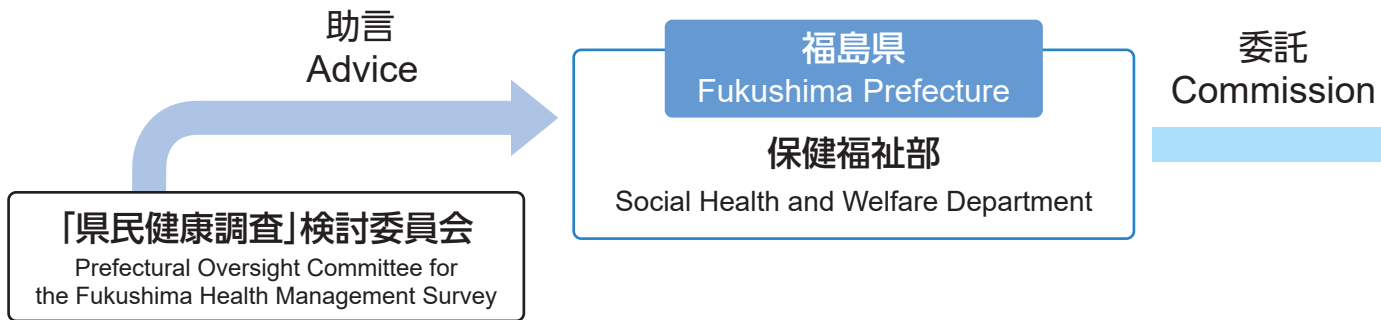 助言
Advice
福島県
Fukushima Prefecture
保健福祉部
Social Health and Welfare Department
委託
Commission
「県民健康調査」検討委員会
Prefectural Oversight Committee for
the Fukushima Health Management Survey